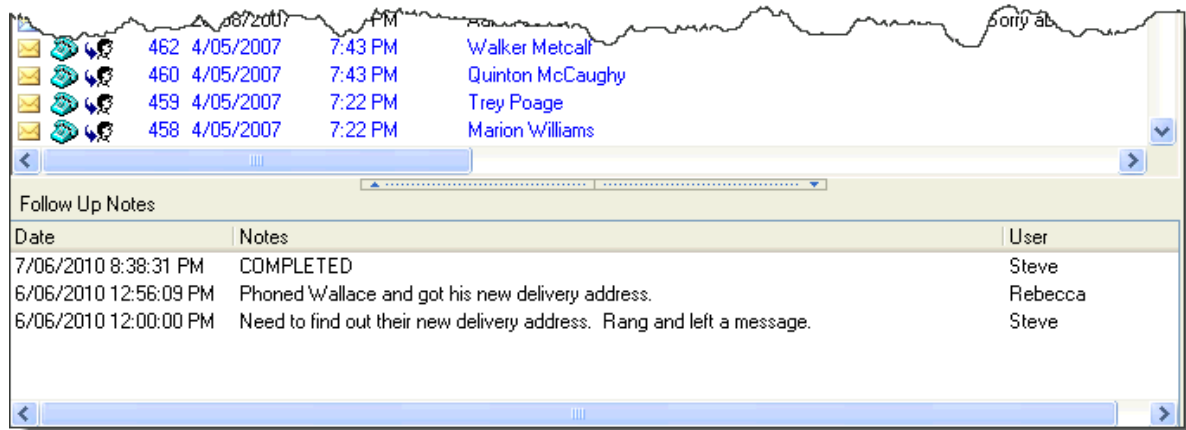 PM
Sorry
462 4/05/2007 7:43 PM Walker Metcalf
460 4/05/2007 7:43 PM Quinton McCaughy
459 4/05/2007 7:22 PM Trey Poage
458 4/05/2007 7:22 PM Marion Williams
Follow Up Notes
Date Notes User
7/06/2010 8:38:31 PM COMPLETED Steve
6/06/2010 12:56:09 PM Phoned Wallace and got his new delivery address. Rebecca
6/06/2010 12:00:00 PM Need to find out their new delivery address. Rang and left a message. Steve